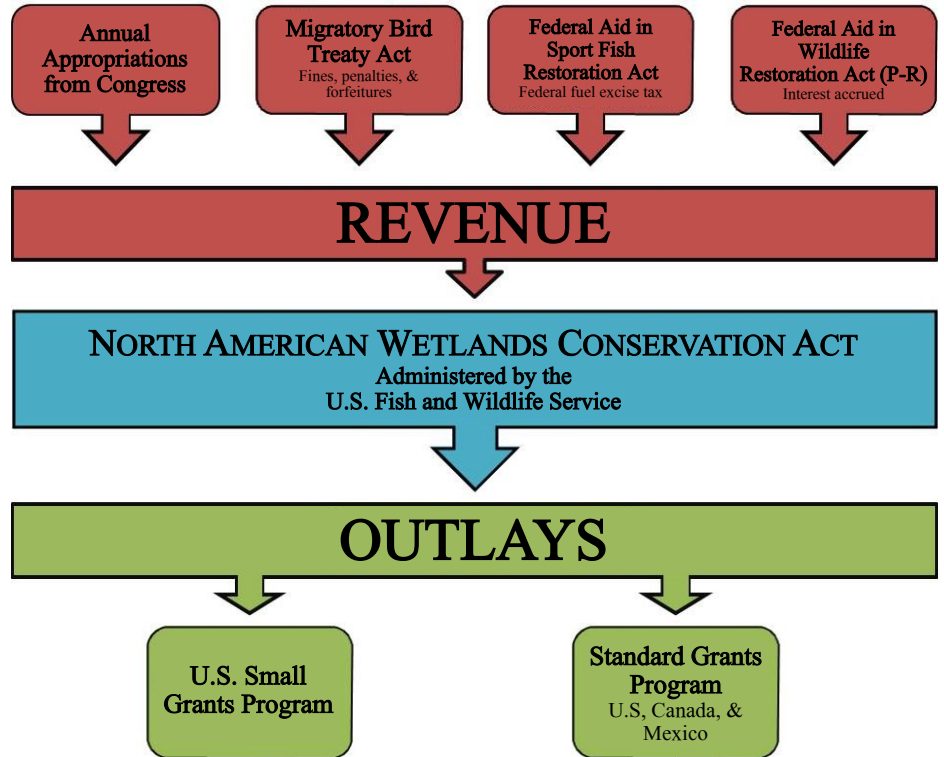 Annual
Appropriations
from Congress
Migratory Bird
Treaty Act
Fines, penalties, &
forfeitures
Federal Aid in
Sport Fish
Restoration Act
Federal fuel excise tax
Federal Aid in
Wildlife
Restoration Act (P-R)
Interest accrued
REVENUE
NORTH AMERICAN WETLANDS CONSERVATION ACT
Administered by the
U.S. Fish and Wildlife Service
OUTLAYS
U.S. Small
Grants Program
Standard Grants
Program
U.S, Canada, &
Mexico